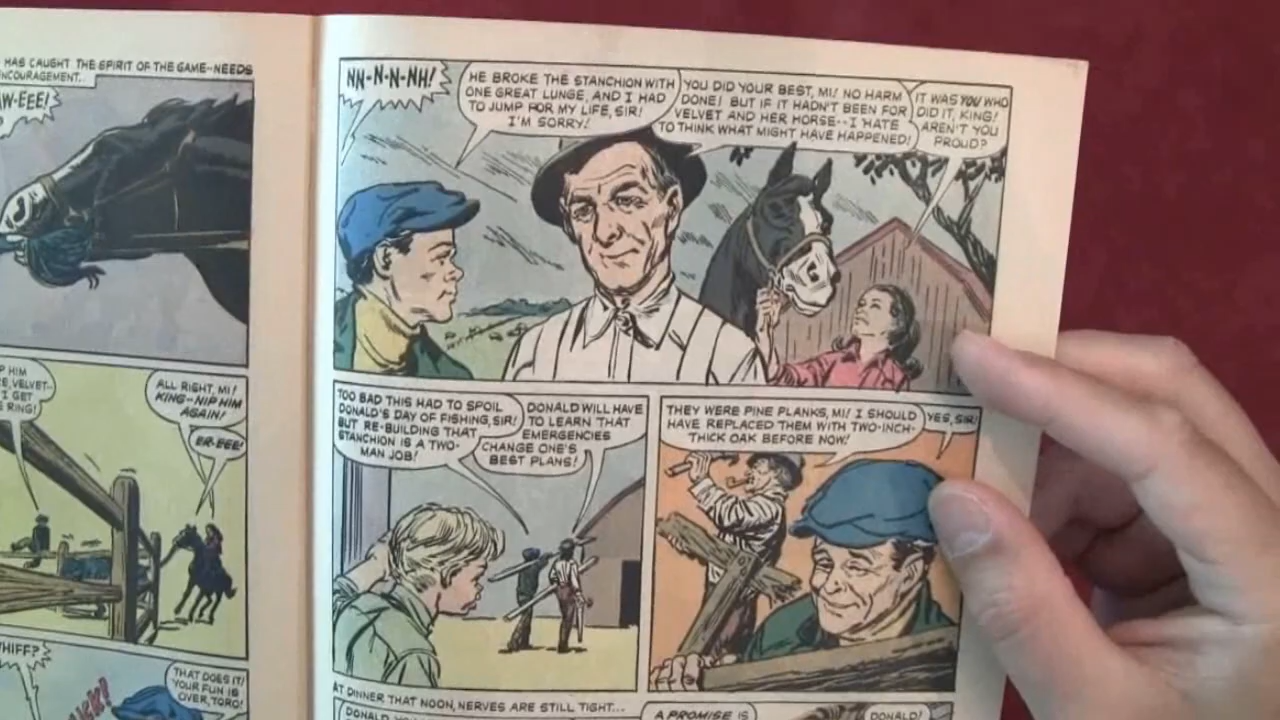 HAS CAUGHT THE SPIRIT OF THE GAME--NEEDS
NCOURAGEMENT..
AW-EEE!
P HIM
E, VELVET--
I GET
S RING!
ALL RIGHT, MI!
KING--NIP HIM
AGAIN!
ER-EEE!
WHIFF?
THAT DOES IT!
YOUR FUN IS
OVER, TORO!
NN-N-N-NH!
HE BROKE THE STANCHION WITH
ONE GREAT LUNGE, AND I HAD
TO JUMP FOR MY LIFE, SIR!
I'M SORRY!
YOU DID YOUR BEST, MI! NO HARM
DONE! BUT IF IT HADN'T BEEN FOR
VELVET AND HER HORSE--I HATE
TO THINK WHAT MIGHT HAVE HAPPENED!
IT WAS YOU WHO
DID IT, KING!
AREN'T YOU
PROUD?
TOO BAD THIS HAD TO SPOIL
DONALD'S DAY OF FISHING, SIR!
BUT RE-BUILDING THAT
STANCHION IS A TWO-
MAN JOB!
DONALD WILL HAVE
TO LEARN THAT
EMERGENCIES
CHANGE ONE'S
BEST PLANS!
THEY WERE PINE PLANKS, MI! I SHOULD
HAVE REPLACED THEM WITH TWO-INCH-
THICK OAK BEFORE NOW!
YES, SIR!
AT DINNER THAT NOON, NERVES ARE STILL TIGHT...
A PROMISE IS
DONALD!